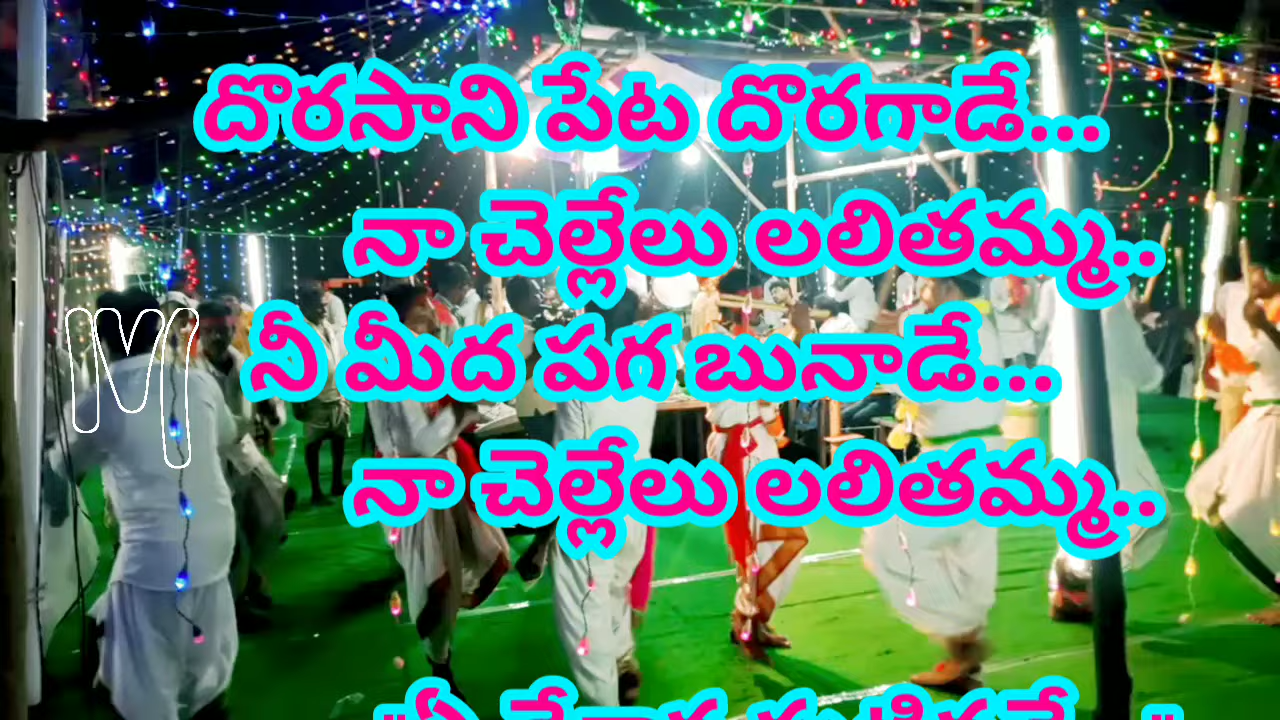 దొరసాని పేట దొరగాడే...
నా చెల్లేలు లలితమ్మ..
నీ మీద పగ బునాడే...
నా చెల్లేలు లలితమ్మ..